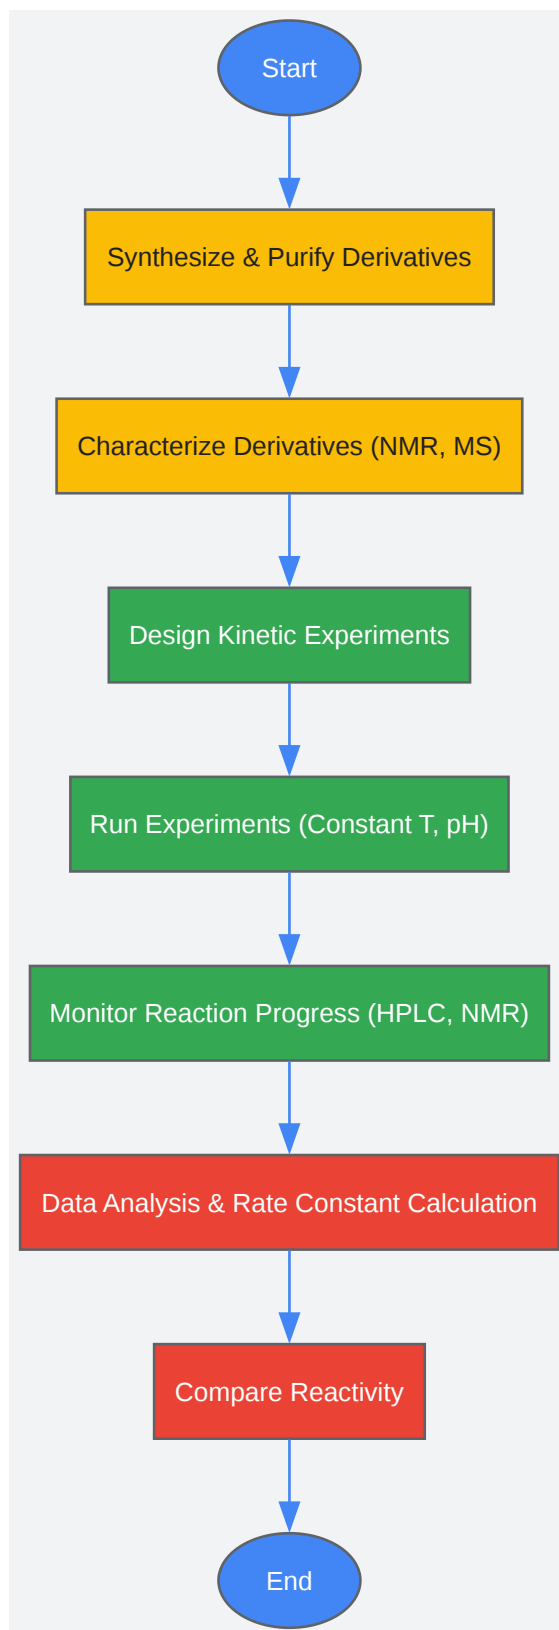 Start
Synthesize & Purify Derivatives
Characterize Derivatives (NMR, MS)
Design Kinetic Experiments
Run Experiments (Constant T, pH)
Monitor Reaction Progress (HPLC, NMR)
Data Analysis & Rate Constant Calculation
Compare Reactivity
End